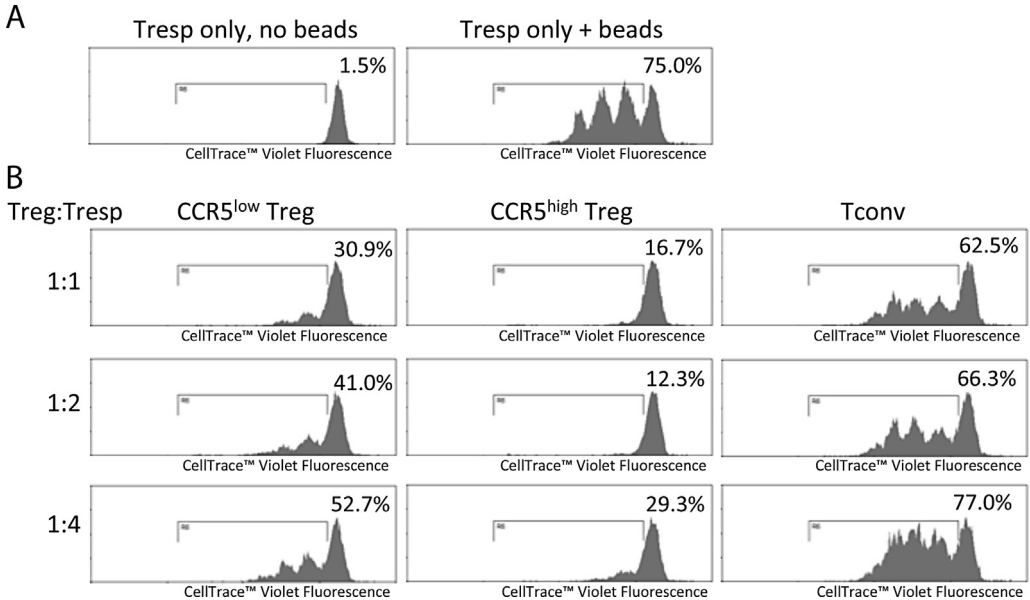 A
Tresp only, no beads
Tresp only + beads
1.5%
75.0%
CellTrace™ Violet Fluorescence
CellTrace™ Violet Fluorescence
B
Treg:Tresp
CCR5low Treg
CCR5high Treg
Tconv
1:1
30.9%
16.7%
62.5%
CellTrace™ Violet Fluorescence
CellTrace™ Violet Fluorescence
CellTrace™ Violet Fluorescence
1:2
41.0%
12.3%
66.3%
CellTrace™ Violet Fluorescence
CellTrace™ Violet Fluorescence
CellTrace™ Violet Fluorescence
1:4
52.7%
29.3%
77.0%
CellTrace™ Violet Fluorescence
CellTrace™ Violet Fluorescence
CellTrace™ Violet Fluorescence